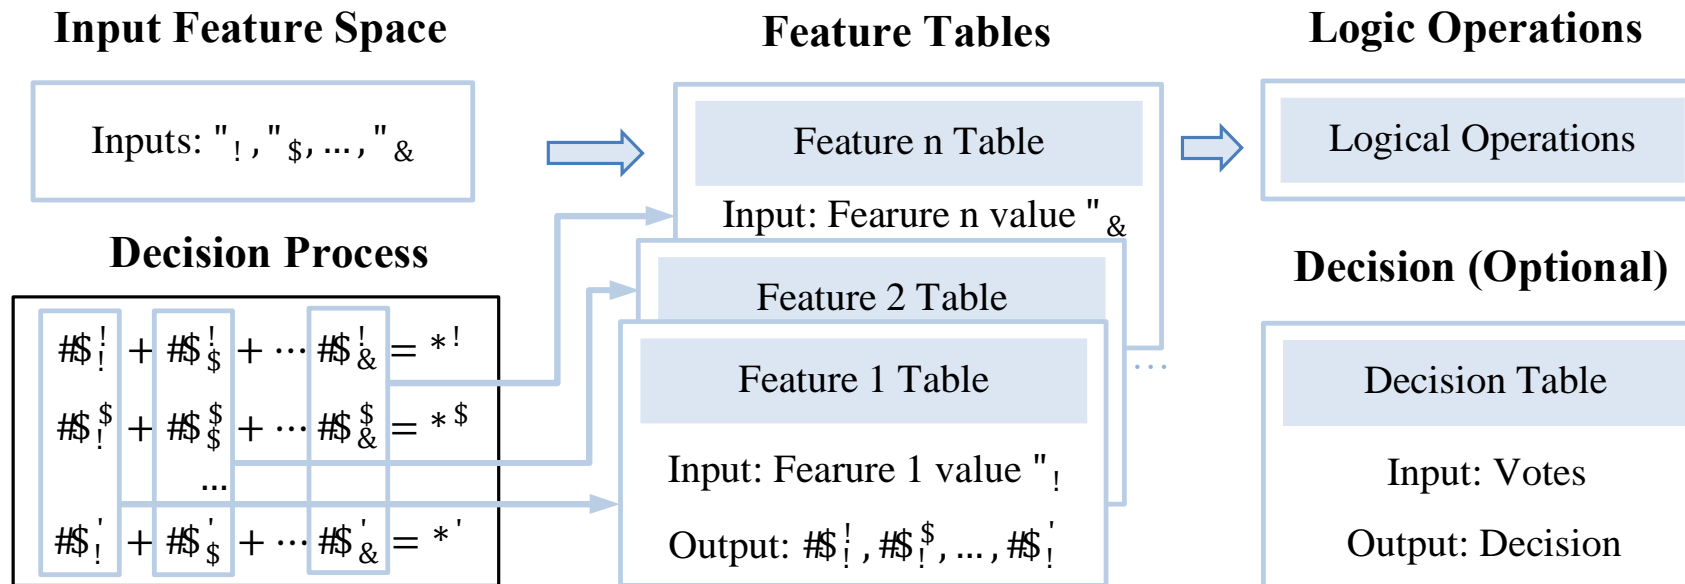 Input Feature Space
Inputs: "!, "$, …, "&
Decision Process
#$!! + #$$! + ⋯ #$&! = *!
#$!$ + #$$$ + ⋯ #$&$ = *$
…
#$!' + #$$' + ⋯ #$&' = *'
Feature Tables
Feature n Table
Input: Fearure n value "&
Feature 2 Table
Feature 1 Table
Input: Fearure 1 value "!
Output: #$!!, #$!$, …, #$!'
…
Logic Operations
Logical Operations
Decision (Optional)
Decision Table
Input: Votes
Output: Decision